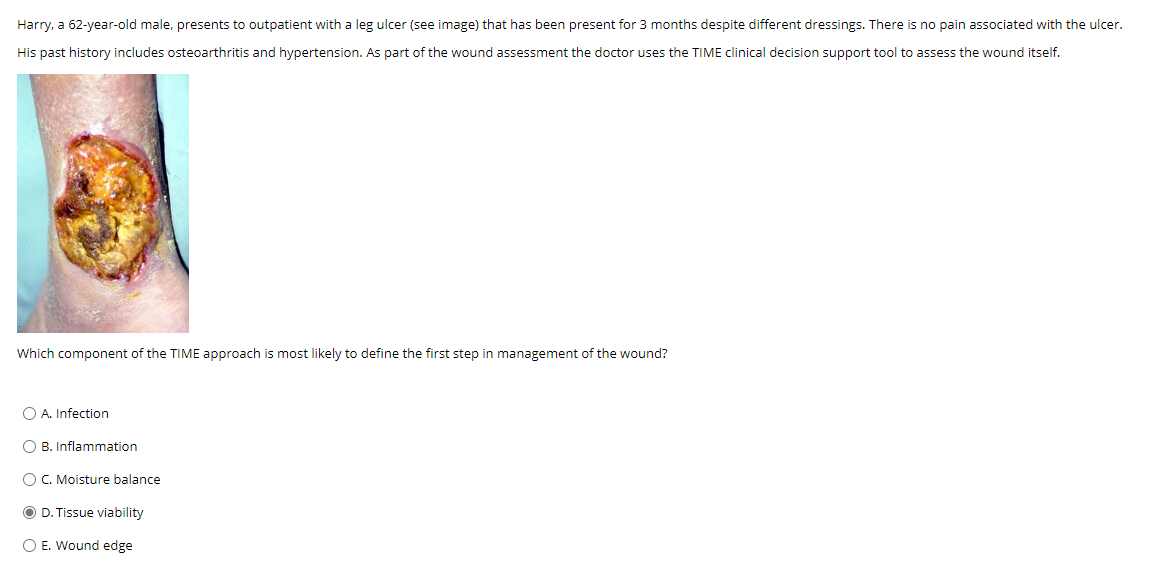 Harry, a 62-year-old male, presents to outpatient with a leg ulcer (see image) that has been present for 3 months despite different dressings. There is no pain associated with the ulcer.
His past history includes osteoarthritis and hypertension. As part of the wound assessment the doctor uses the TIME clinical decision support tool to assess the wound itself.
Which component of the TIME approach is most likely to define the first step in management of the wound?
A. Infection
B. Inflammation
C. Moisture balance
D. Tissue viability
E. Wound edge